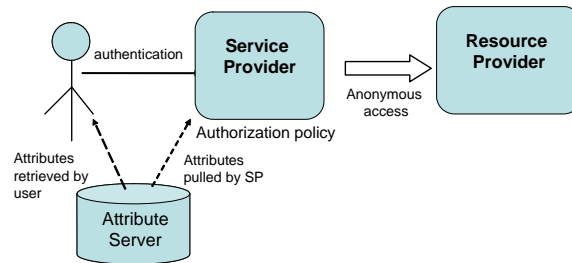 authentication
Service
Provider
Authorization policy
Anonymous
access
Resource
Provider
Attributes
retrieved by
user
Attributes
pulled by SP
Attribute
Server